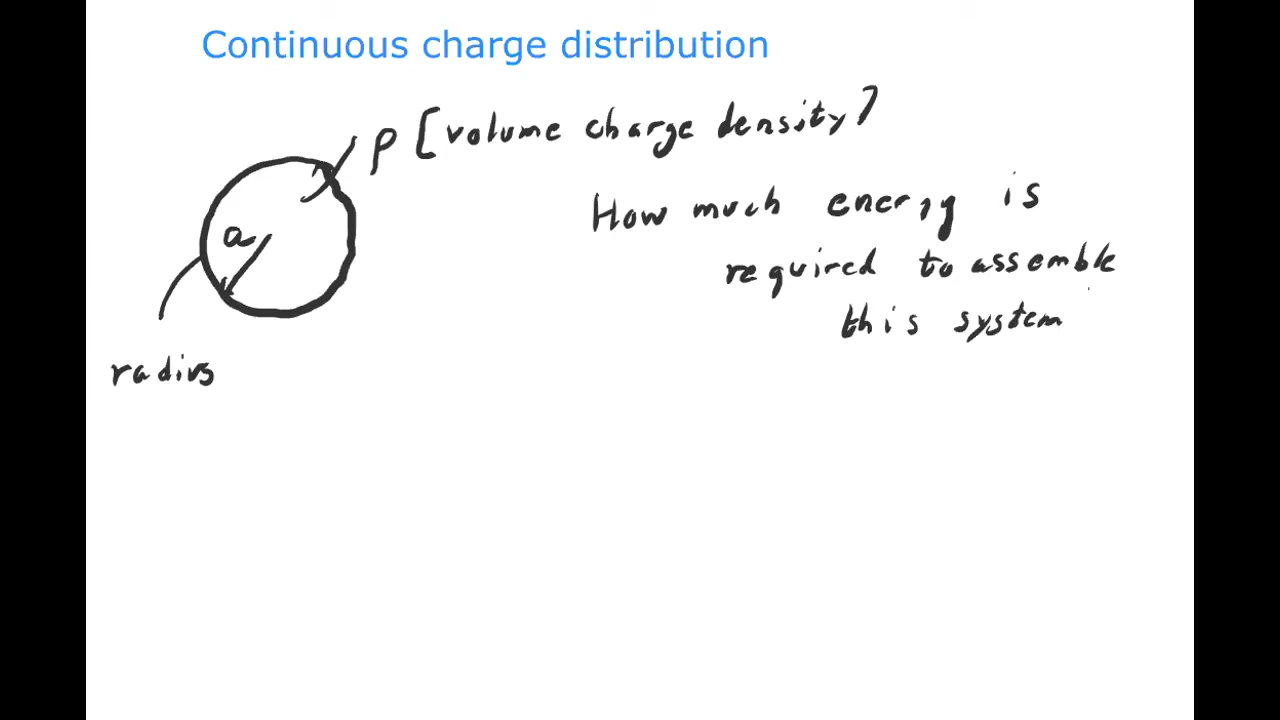 Continuous charge distribution
ρ [volume charge density]
How much energy is
required to assemble
this system
a
radius